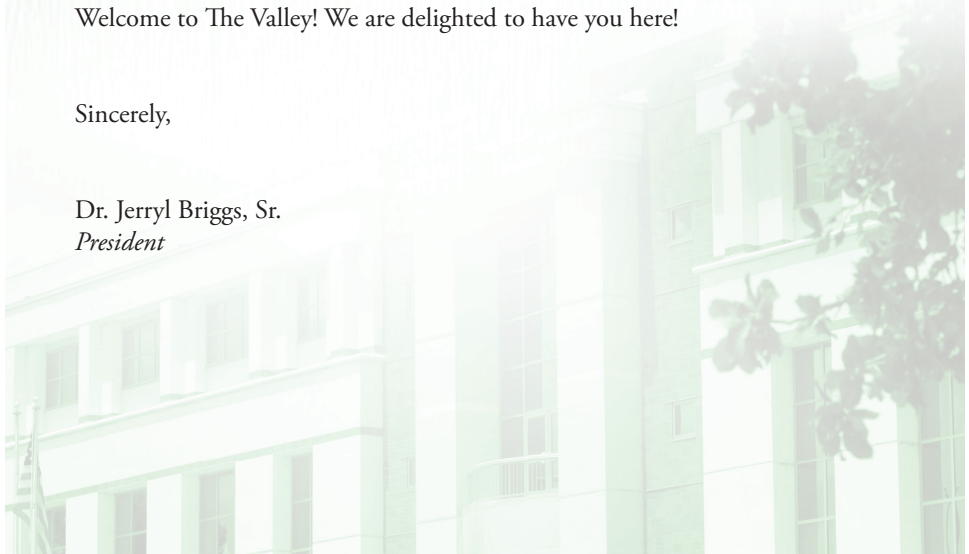 Welcome to The Valley! We are delighted to have you here!
Sincerely,
Dr. Jerryl Briggs, Sr.
President